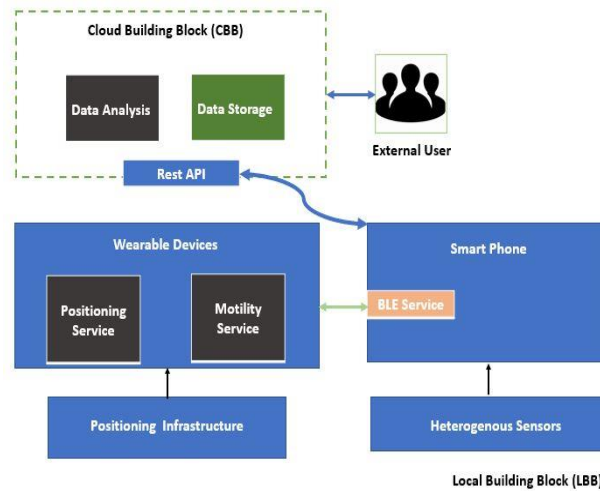 Cloud Building Block (CBB)
Data Analysis
Data Storage
External User
Rest API
Wearable Devices
Smart Phone
Positioning
Service
Motility
Service
BLE Service
Positioning Infrastructure
Heterogenous Sensors
Local Building Block (LBB)